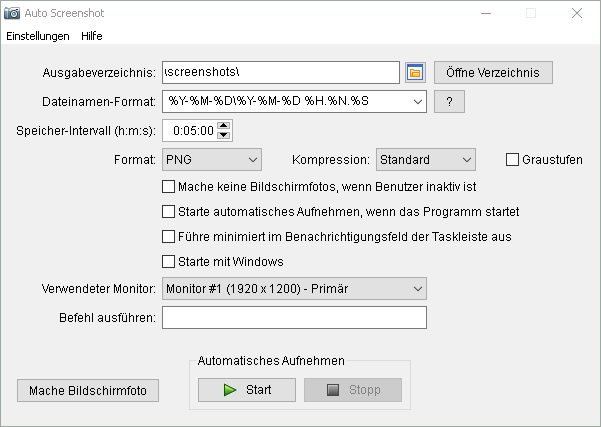 Auto Screenshot
Einstellungen Hilfe
Ausgabeverzeichnis: \screenshots\ Öffne Verzeichnis
Dateinamen-Format: %Y-%M-%D\%Y-%M-%D %H.%N.%S ?
Speicher-Intervall (h:m:s): 0:05:00
Format: PNG Kompression: Standard Graustufen
Mache keine Bildschirmfotos, wenn Benutzer inaktiv ist
Starte automatisches Aufnehmen, wenn das Programm startet
Führe minimiert im Benachrichtigungsfeld der Taskleiste aus
Starte mit Windows
Verwendeter Monitor: Monitor #1 (1920 x 1200) - Primär
Befehl ausführen:
Automatisches Aufnehmen
Mache Bildschirmfoto Start Stopp